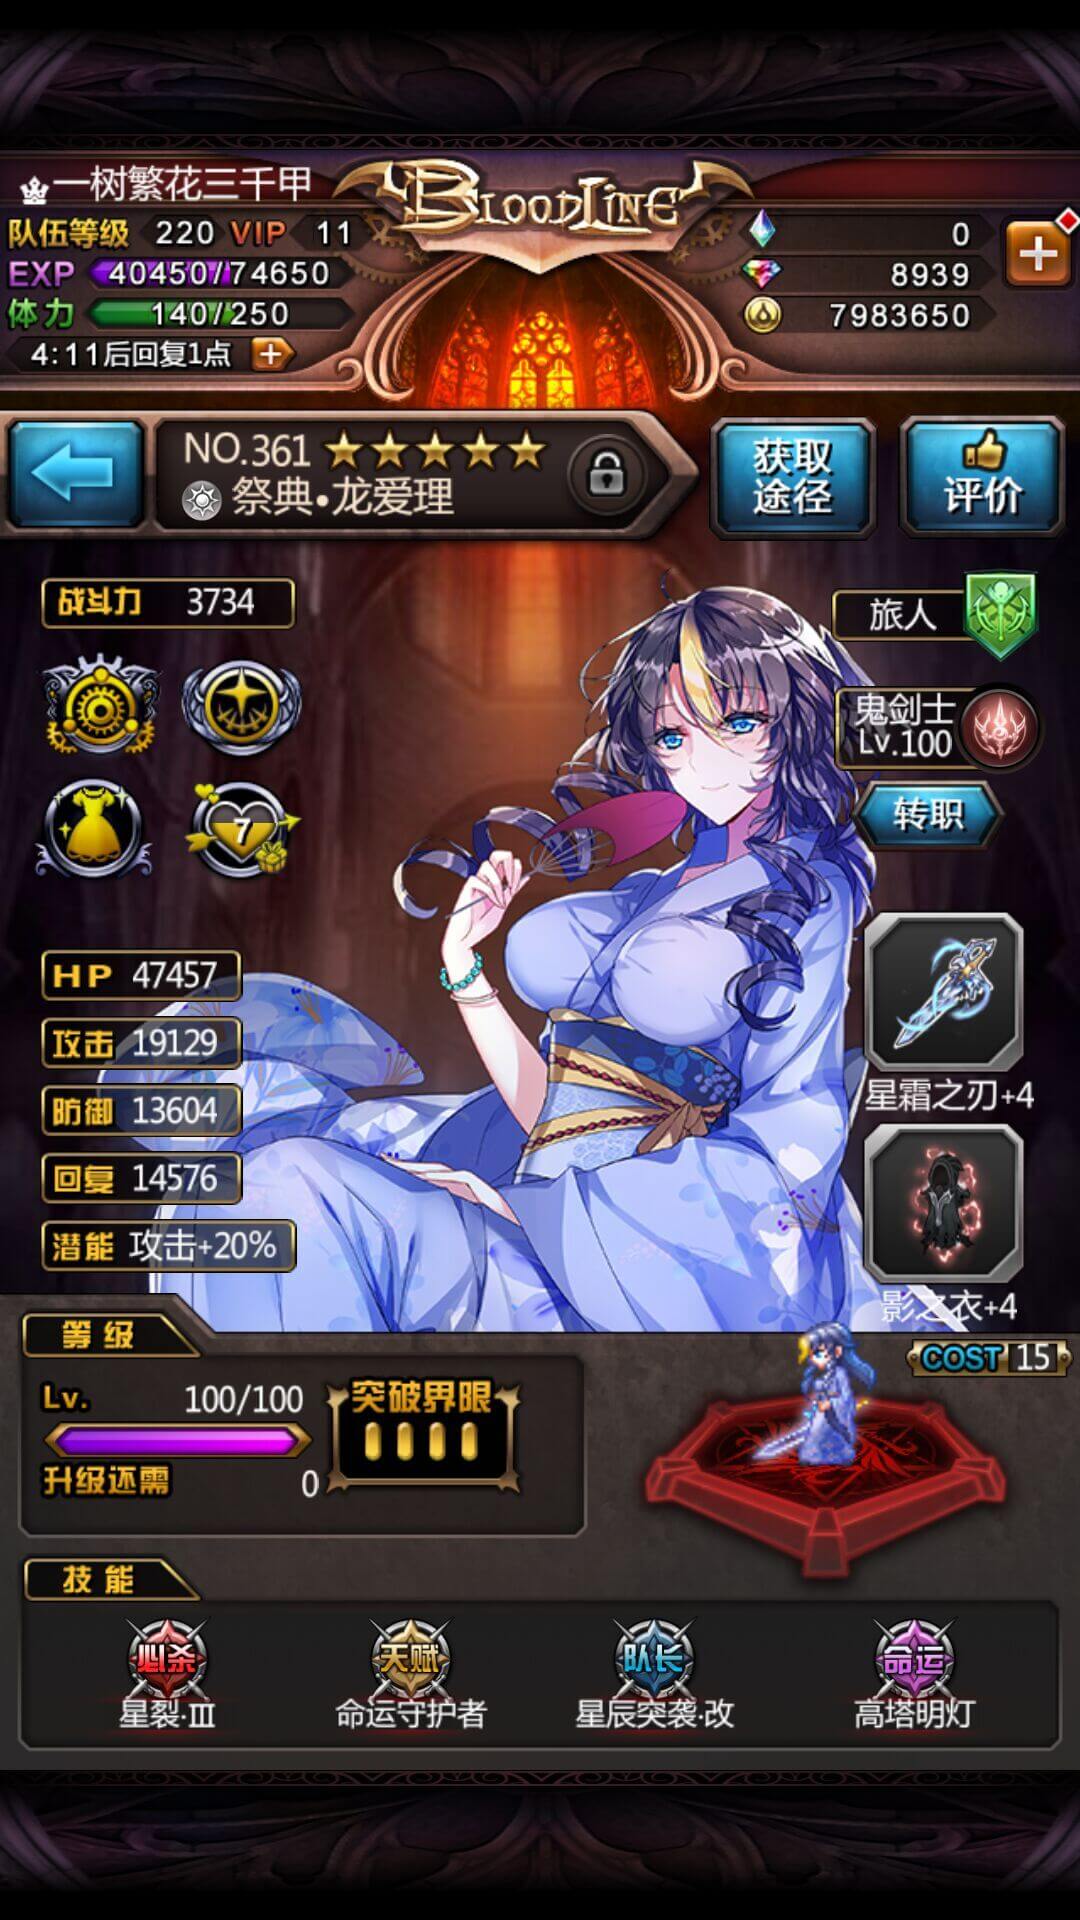 一树繁花三千甲
BLOODLINE
队伍等级 220 VIP 11
0
EXP 40450/74650
8939
体力 140/250
7983650
4:11后回复1点
NO.361
祭典•龙爱理
获取
途径
评价
战斗力 3734
旅人
鬼剑士
Lv.100
转职
7
HP 47457
攻击 19129
防御 13604
回复 14576
潜能 攻击+20%
星霜之刃+4
影之衣+4
等级
COST 15
Lv. 100/100
突破界限
升级还需 0
技能
必杀
天赋
队长
命运
星裂·III
命运守护者
星辰突袭·改
高塔明灯